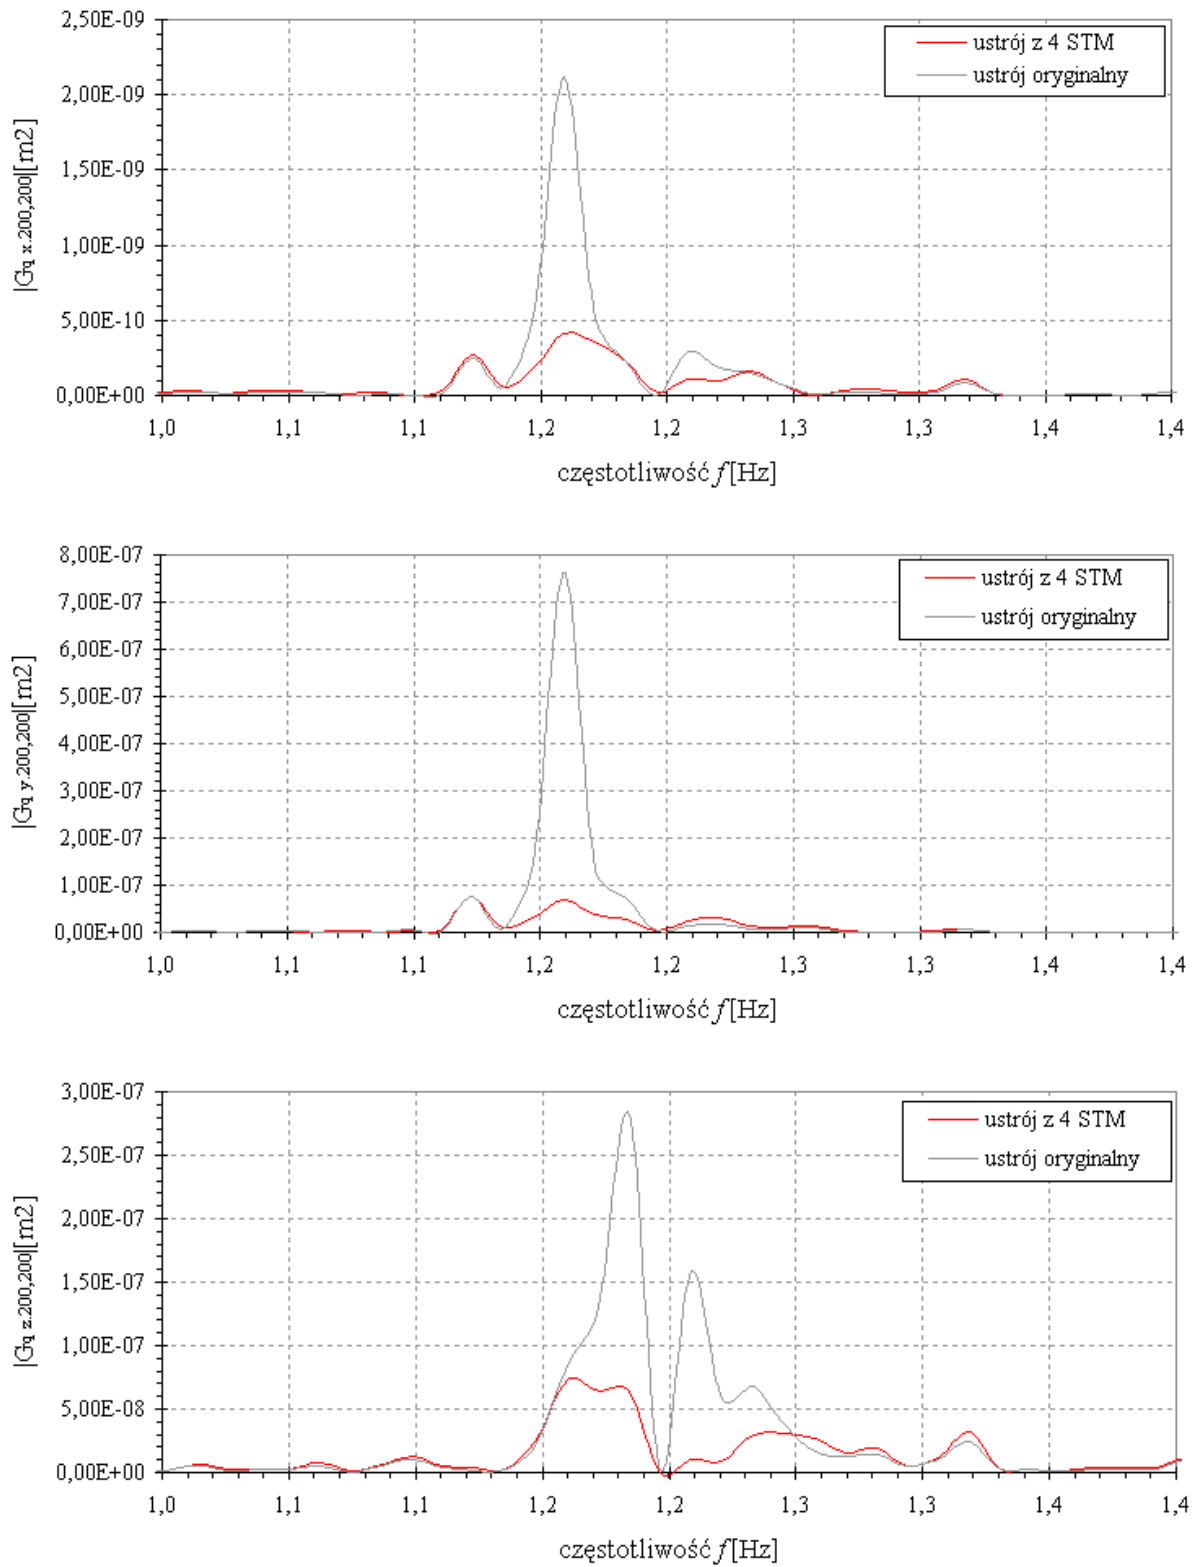 2,50E-09
2,00E-09
1,50E-09
1,00E-09
5,00E-10
0,00E+00
|Gq x.200,200|[m2]
ustrój z 4 STM
ustrój oryginalny
1,0 1,1 1,1 1,2 1,2 1,3 1,3 1,4 1,4
częstotliwość f[Hz]
8,00E-07
7,00E-07
6,00E-07
5,00E-07
4,00E-07
3,00E-07
2,00E-07
1,00E-07
0,00E+00
|Gq y.200,200|[m2]
ustrój z 4 STM
ustrój oryginalny
1,0 1,1 1,1 1,2 1,2 1,3 1,3 1,4 1,4
częstotliwość f[Hz]
3,00E-07
2,50E-07
2,00E-07
1,50E-07
1,00E-07
5,00E-08
0,00E+00
|Gq z.200,200|[m2]
ustrój z 4 STM
ustrój oryginalny
1,0 1,1 1,1 1,2 1,2 1,3 1,3 1,4 1,4
częstotliwość f[Hz]